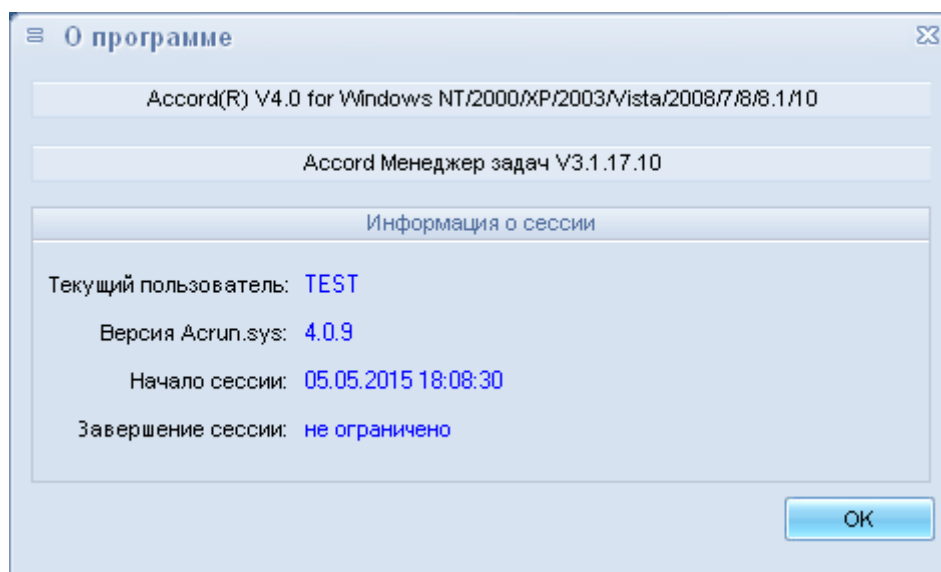 О программе
Accord(R) V4.0 for Windows NT/2000/XP/2003/Vista/2008/7/8/8.1/10
Accord Менеджер задач V3.1.17.10
Информация о сессии
Текущий пользователь: TEST
Версия Acrun.sys: 4.0.9
Начало сессии: 05.05.2015 18:08:30
Завершение сессии: не ограничено
OK